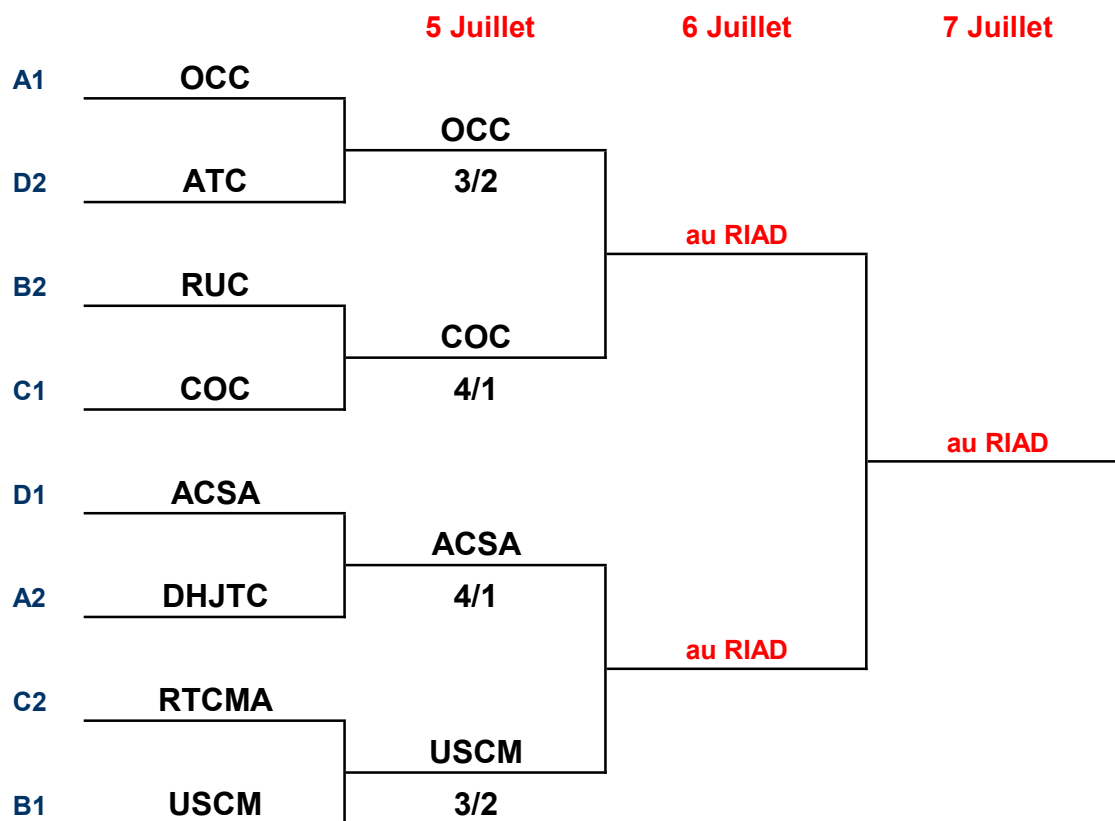 5 Juillet 6 Juillet 7 Juillet
A1 OCC
OCC
D2 ATC 3/2
au RIAD
B2 RUC
COC
C1 COC 4/1
au RIAD
D1 ACSA
ACSA
A2 DHJTC 4/1
au RIAD
C2 RTCMA
USCM
B1 USCM 3/2